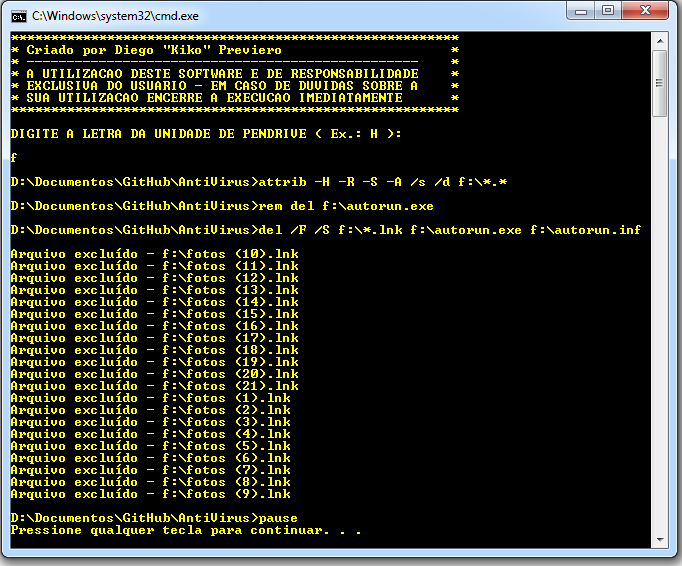 C:\Windows\system32\cmd.exe
********************************************************
* Criado por Diego "Kiko" Previero *
* ------------------------------------------------- *
* A UTILIZACAO DESTE SOFTWARE E DE RESPONSABILIDADE *
* EXCLUSIVA DO USUARIO - EM CASO DE DUVIDAS SOBRE A *
* SUA UTILIZACAO ENCERRE A EXECUCAO IMEDIATAMENTE *
********************************************************
DIGITE A LETRA DA UNIDADE DE PENDRIVE ( Ex.: H ):
f
D:\Documentos\GitHub\AntiVirus>attrib -H -R -S -A /s /d f:\*.*
D:\Documentos\GitHub\AntiVirus>rem del f:\autorun.exe
D:\Documentos\GitHub\AntiVirus>del /F /S f:\*.lnk f:\autorun.exe f:\autorun.inf
Arquivo excluído - f:\fotos (10).lnk
Arquivo excluído - f:\fotos (11).lnk
Arquivo excluído - f:\fotos (12).lnk
Arquivo excluído - f:\fotos (13).lnk
Arquivo excluído - f:\fotos (14).lnk
Arquivo excluído - f:\fotos (15).lnk
Arquivo excluído - f:\fotos (16).lnk
Arquivo excluído - f:\fotos (17).lnk
Arquivo excluído - f:\fotos (18).lnk
Arquivo excluído - f:\fotos (19).lnk
Arquivo excluído - f:\fotos (20).lnk
Arquivo excluído - f:\fotos (21).lnk
Arquivo excluído - f:\fotos (1).lnk
Arquivo excluído - f:\fotos (2).lnk
Arquivo excluído - f:\fotos (3).lnk
Arquivo excluído - f:\fotos (4).lnk
Arquivo excluído - f:\fotos (5).lnk
Arquivo excluído - f:\fotos (6).lnk
Arquivo excluído - f:\fotos (7).lnk
Arquivo excluído - f:\fotos (8).lnk
Arquivo excluído - f:\fotos (9).lnk
D:\Documentos\GitHub\AntiVirus>pause
Pressione qualquer tecla para continuar. . .